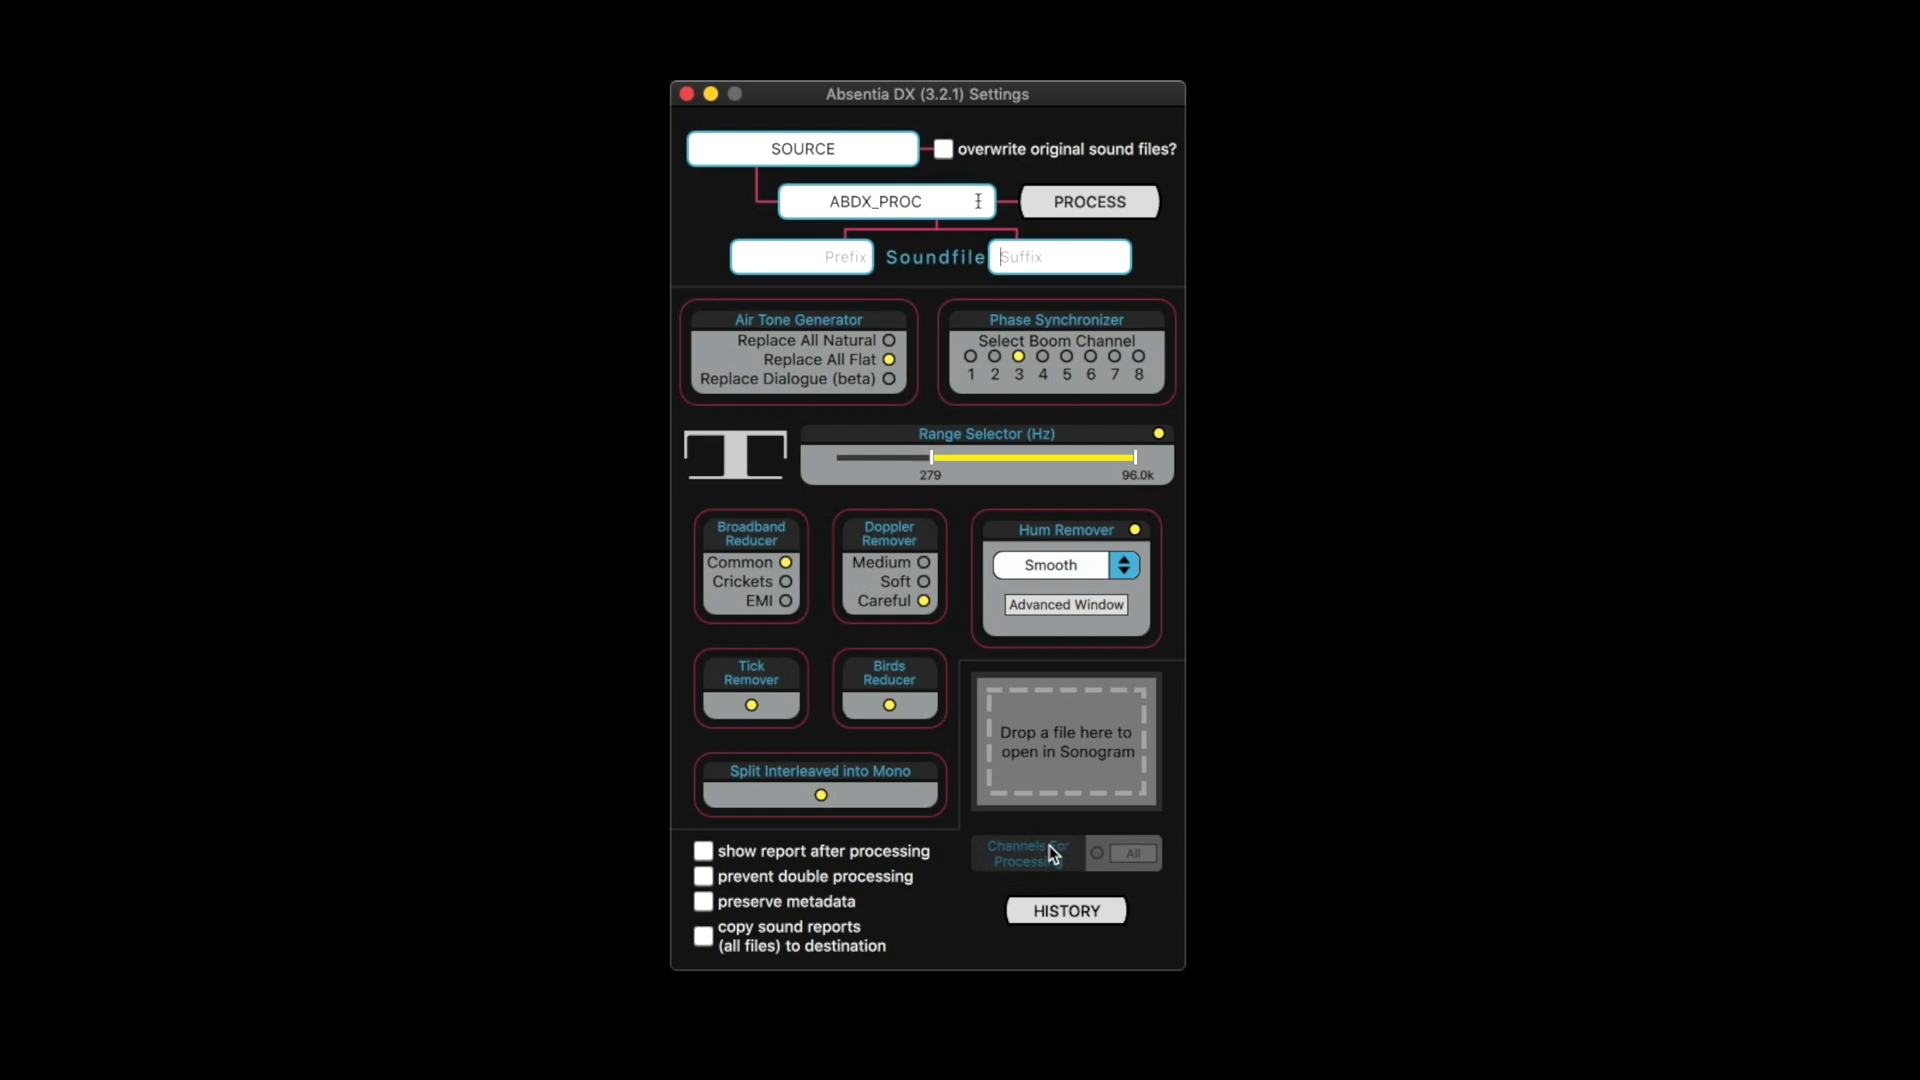 Absentia DX (3.2.1) Settings
SOURCE
overwrite original sound files?
ABDX_PROC
PROCESS
Prefix
Soundfile
Suffix
Air Tone Generator
Replace All Natural
Replace All Flat
Replace Dialogue (beta)
Phase Synchronizer
Select Boom Channel
1 2 3 4 5 6 7 8
T
Range Selector (Hz)
279
96.0k
Broadband
Reducer
Common
Crickets
EMI
Doppler
Remover
Medium
Soft
Careful
Hum Remover
Smooth
Advanced Window
Tick
Remover
Birds
Reducer
Drop a file here to
open in Sonogram
Split Interleaved into Mono
show report after processing
prevent double processing
preserve metadata
copy sound reports
(all files) to destination
Channels For
Processing
All
HISTORY